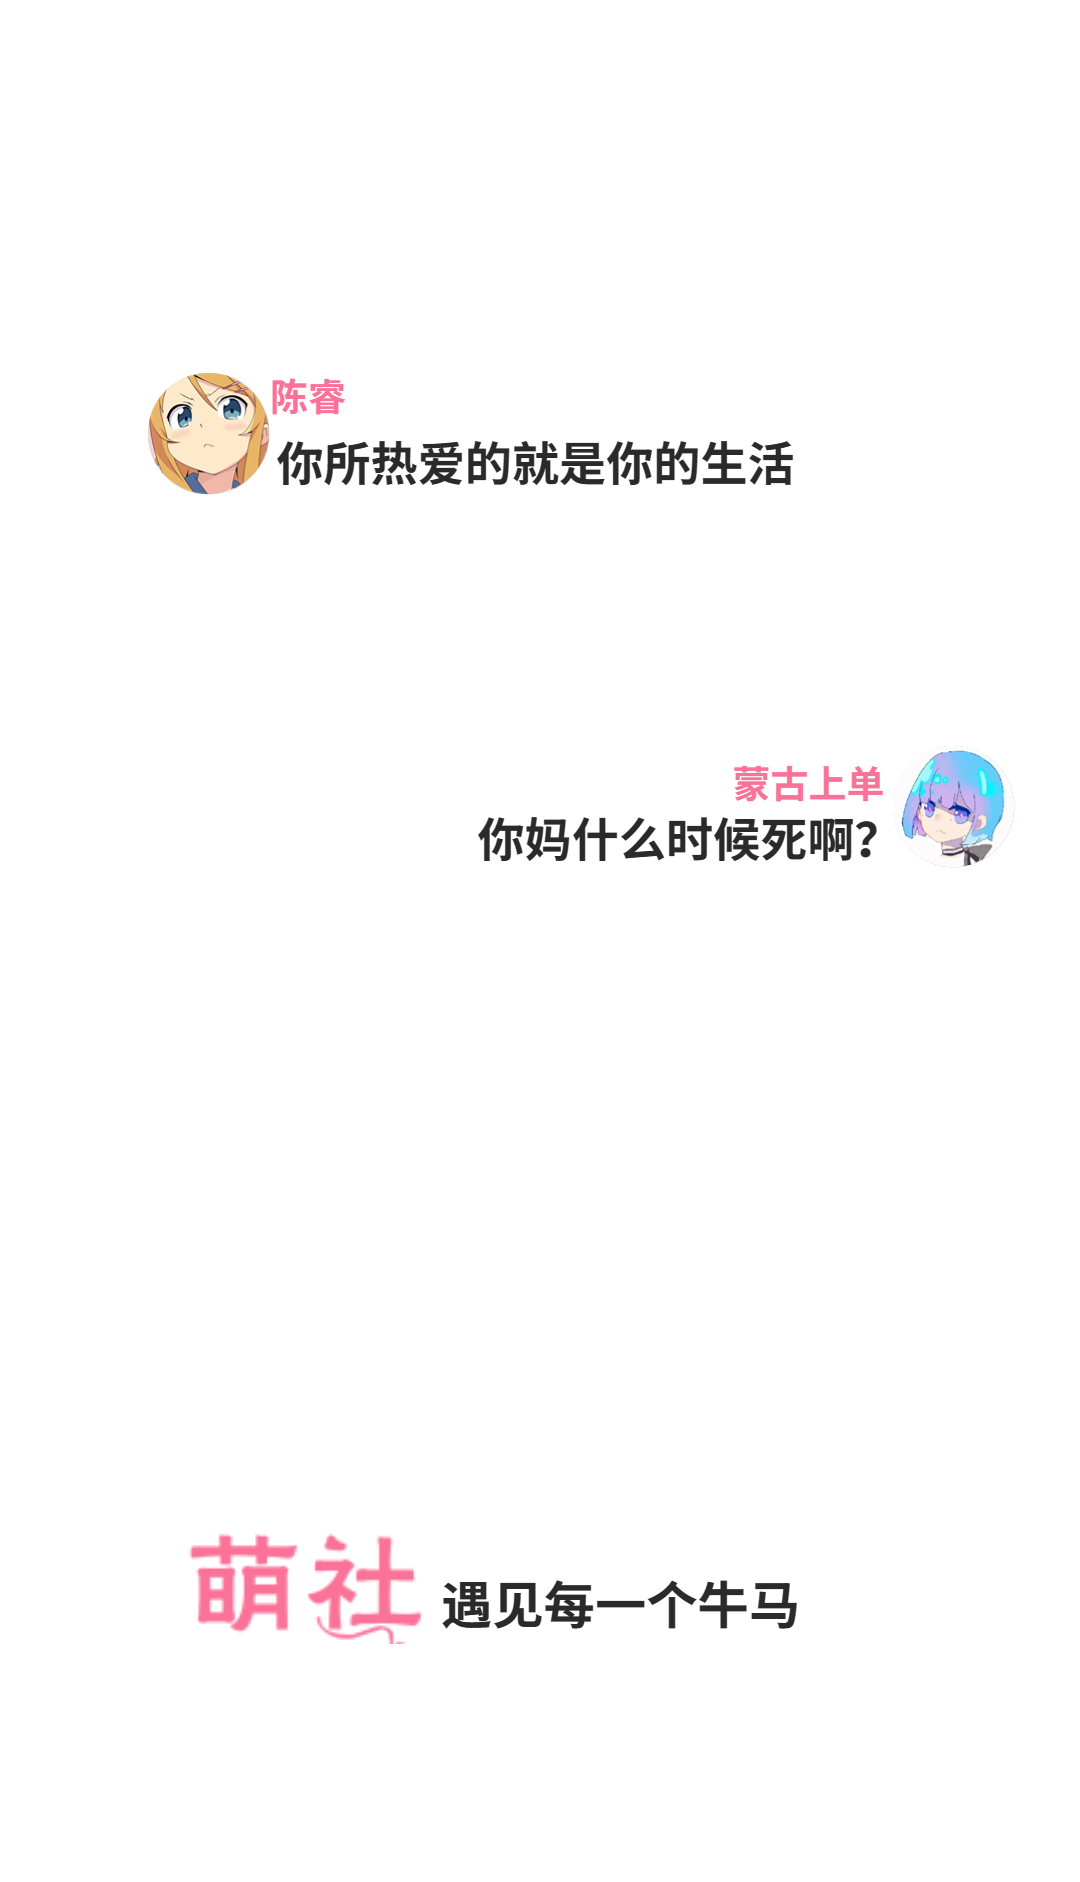 陈睿
你所热爱的就是你的生活
蒙古上单
你妈什么时候死啊？
萌社 遇见每一个牛马